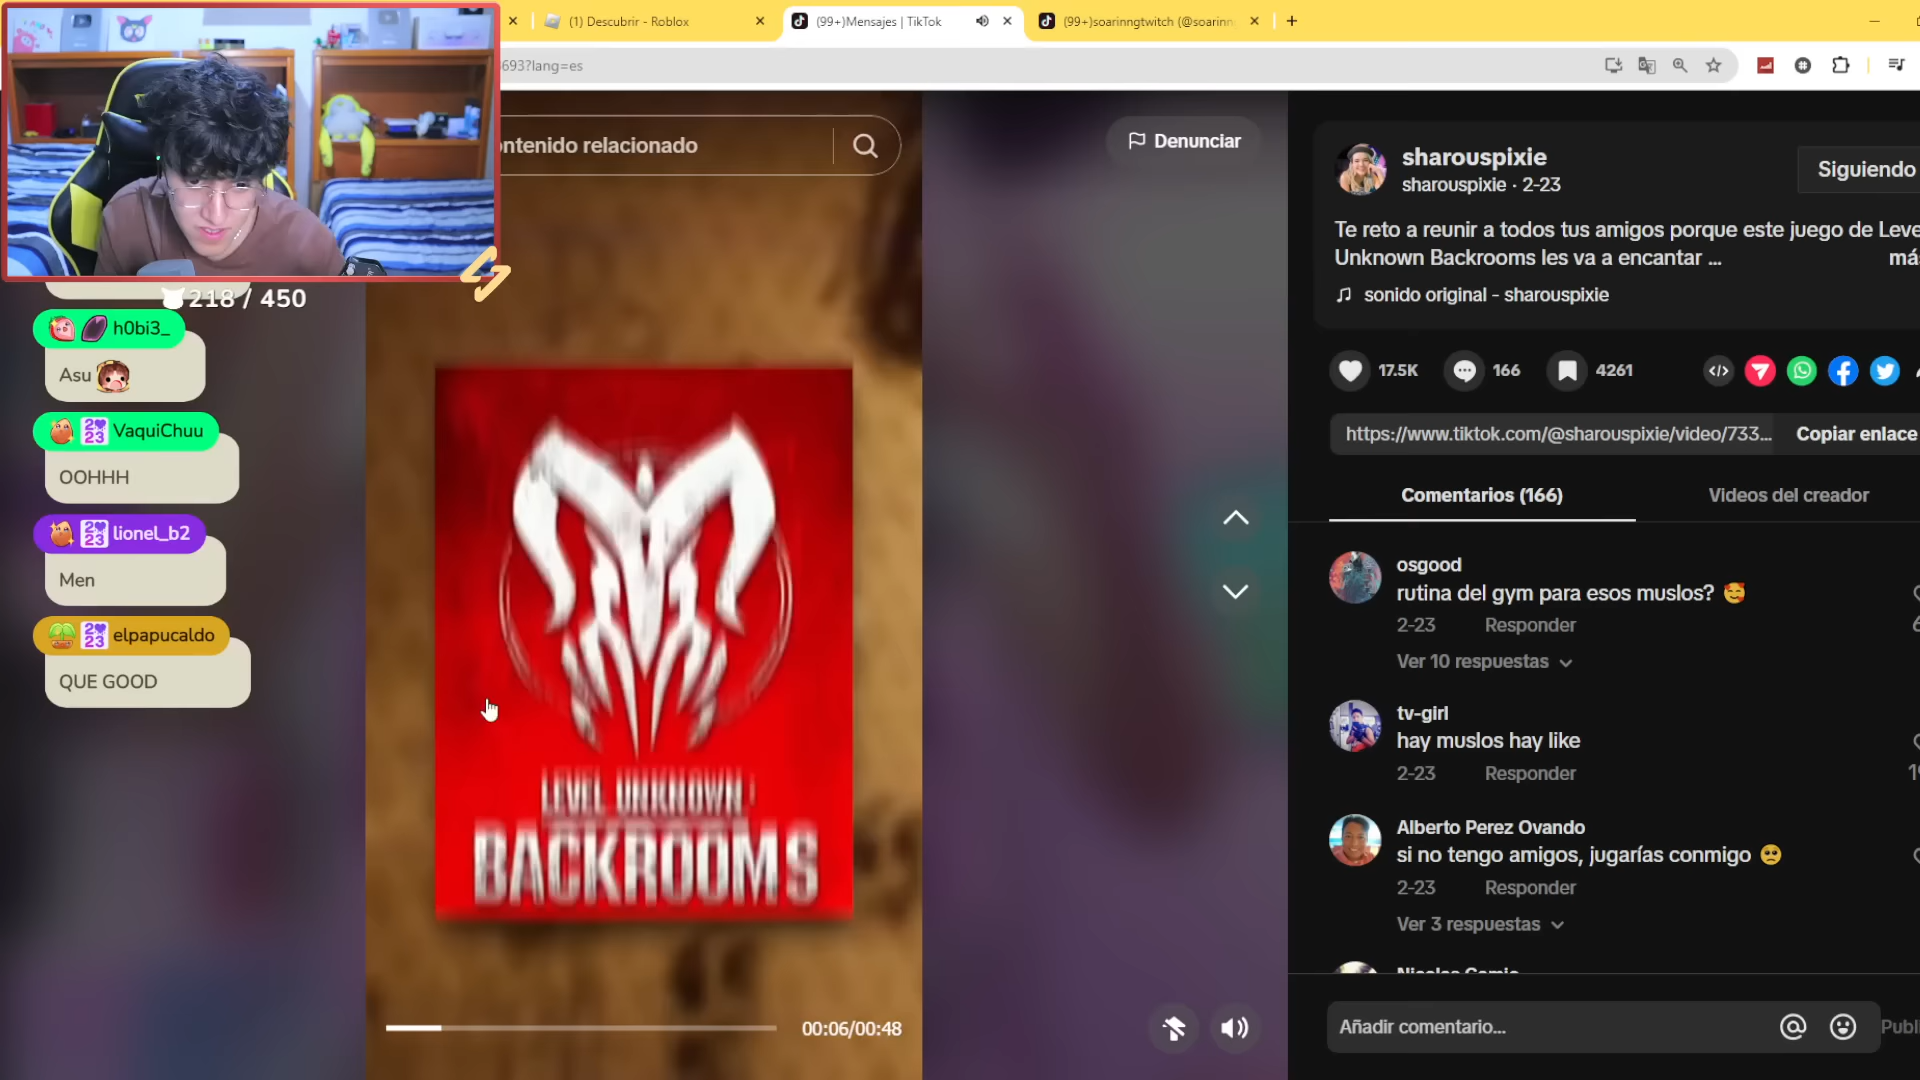 (1) Descubrir - Roblox
(99+)Mensajes | TikTok
(99+)soarinngtwitch (@soarinng
693?lang=es
ntenido relacionado
Denunciar
218 / 450
h0bi3_
Asu
VaquiChuu
OOHHH
lionel_b2
Men
elpapucaldo
QUE GOOD
LEVEL UNKNOWN:
BACKROOMS
00:06/00:48
sharouspixie
sharouspixie · 2-23
Siguiendo
Te reto a reunir a todos tus amigos porque este juego de Leve
Unknown Backrooms les va a encantar ...
más
sonido original - sharouspixie
17.5K
166
4261
https://www.tiktok.com/@sharouspixie/video/733...
Copiar enlace
Comentarios (166)
Videos del creador
osgood
rutina del gym para esos muslos? 🥰
2-23 Responder
Ver 10 respuestas
tv-girl
hay muslos hay like
2-23 Responder
Alberto Perez Ovando
si no tengo amigos, jugarías conmigo 🥺
2-23 Responder
Ver 3 respuestas
Añadir comentario...
Publi